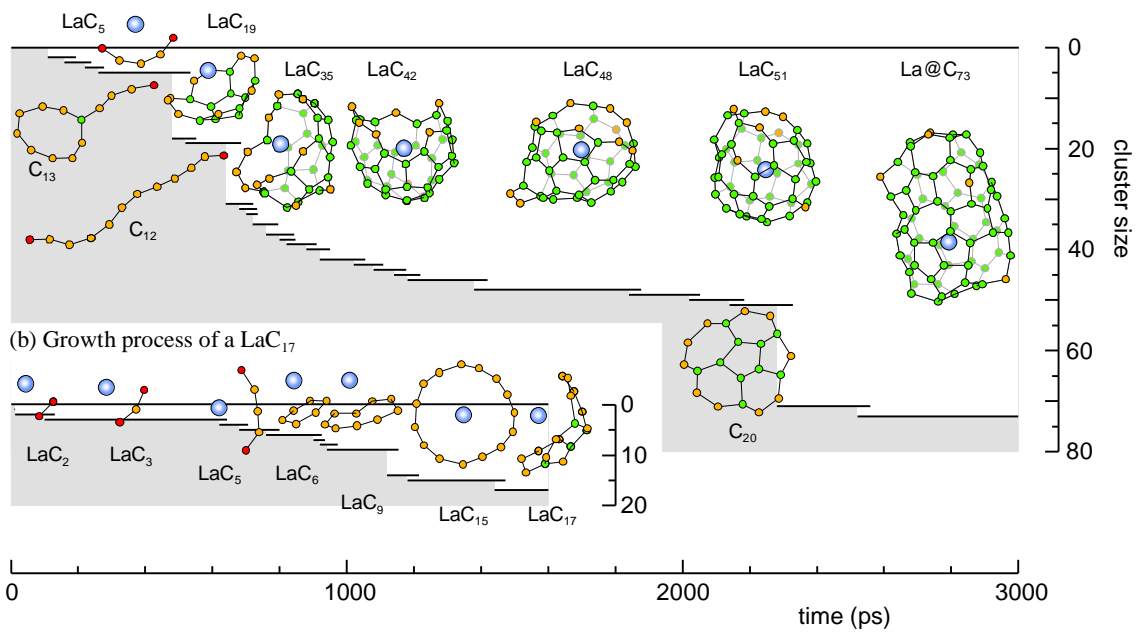 LaC5
LaC19
LaC35
LaC42
LaC48
LaC51
La@C73
C13
C12
C20
0
20
40
60
80
cluster size
(b) Growth process of a LaC17
LaC2
LaC3
LaC5
LaC6
LaC9
LaC15
LaC17
0
10
20
0
1000
2000
3000
time (ps)